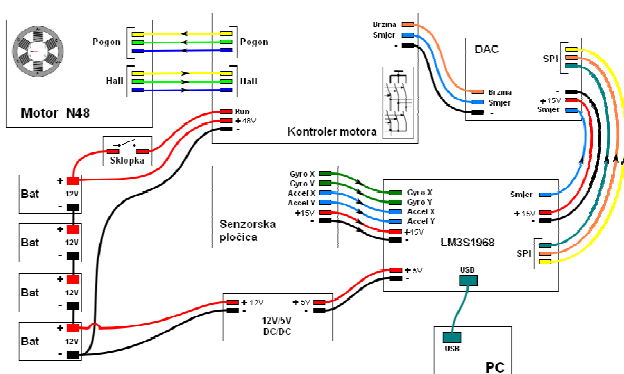 Motor N48
Pogon
Hall
Pogon
Hall
Run
+ 48V
-
Kontroler motora
Brzina
Smjer
-
DAC
SPI
Brzina
Smjer
-
-
+15V
Smjer
Sklopka
Bat
+
12V
-
Bat
+
12V
-
Bat
+
12V
-
Bat
+
12V
-
Senzorska
pločica
Gyro X
Gyro Y
Accel X
Accel Y
+15V
-
Gyro X
Gyro Y
Accel X
Accel Y
+15V
-
LM3S1968
Smjer
+ 15V
-
SPI
+ 5V
-
USB
+ 12V
-
+ 5V
-
12V/5V
DC/DC
USB
PC